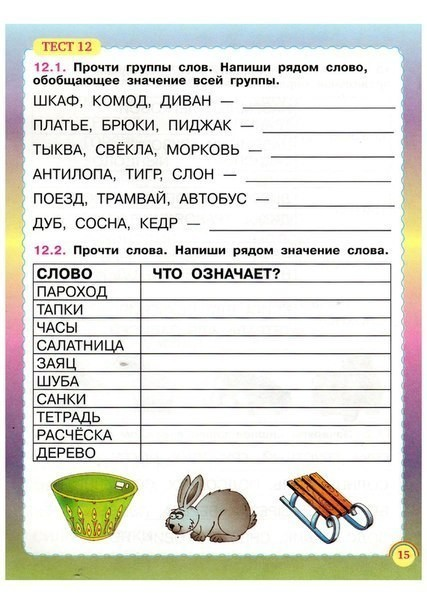 ТЕСТ 12
12.1. Прочти группы слов. Напиши рядом слово,
обобщающее значение всей группы.
ШКАФ, КОМОД, ДИВАН —
ПЛАТЬЕ, БРЮКИ, ПИДЖАК —
ТЫКВА, СВЁКЛА, МОРКОВЬ —
АНТИЛОПА, ТИГР, СЛОН —
ПОЕЗД, ТРАМВАЙ, АВТОБУС —
ДУБ, СОСНА, КЕДР —
12.2. Прочти слова. Напиши рядом значение слова.
СЛОВО ЧТО ОЗНАЧАЕТ?
ПАРОХОД
ТАПКИ
ЧАСЫ
САЛАТНИЦА
ЗАЯЦ
ШУБА
САНКИ
ТЕТРАДЬ
РАСЧЁСКА
ДЕРЕВО
15